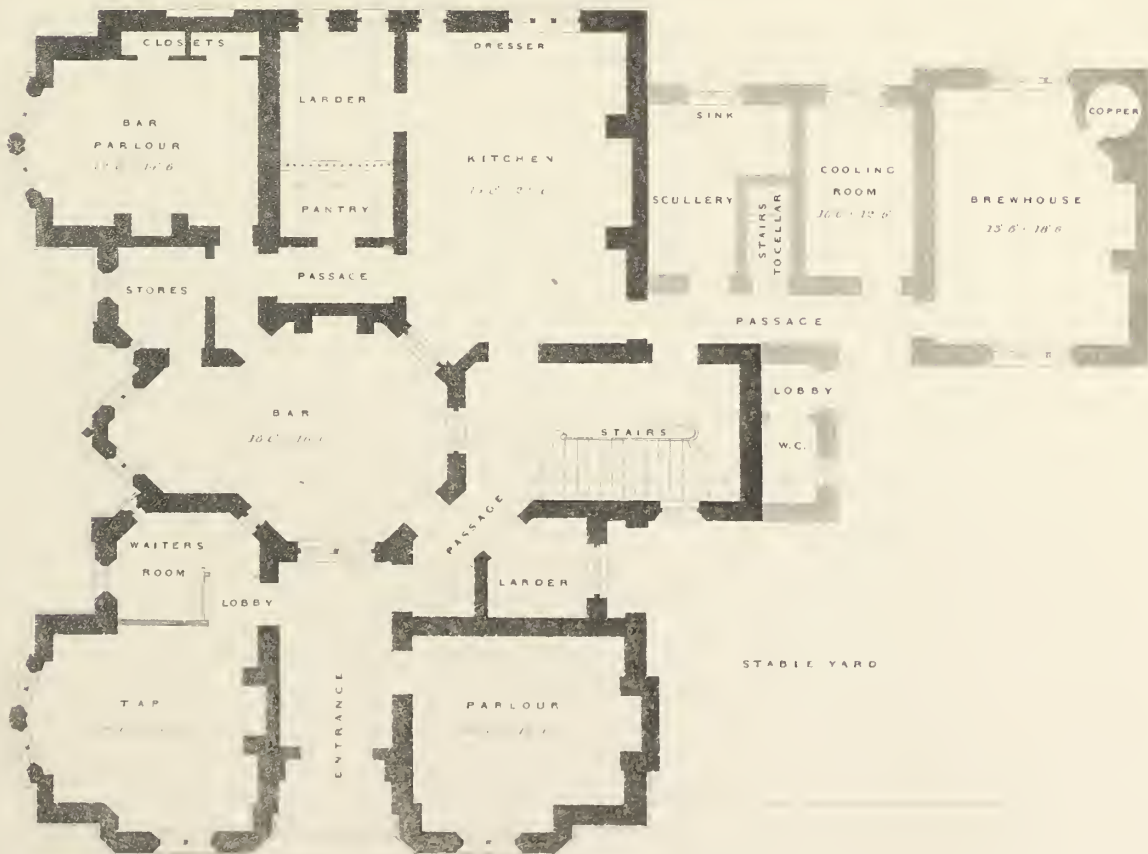 CLOSETS
DRESSER
BAR
PARLOUR
LARDER
PANTRY
KITCHEN
SINK
SCULLERY
STAIRS
TO CELLAR
COOLING
ROOM
COPPER
BREWHOUSE
STORES
PASSAGE
PASSAGE
BAR
STAIRS
LOBBY
W.C.
PASSAGE
WAITERS
ROOM
LOBBY
LARDER
TAP
ENTRANCE
PARLOUR
STABLE YARD